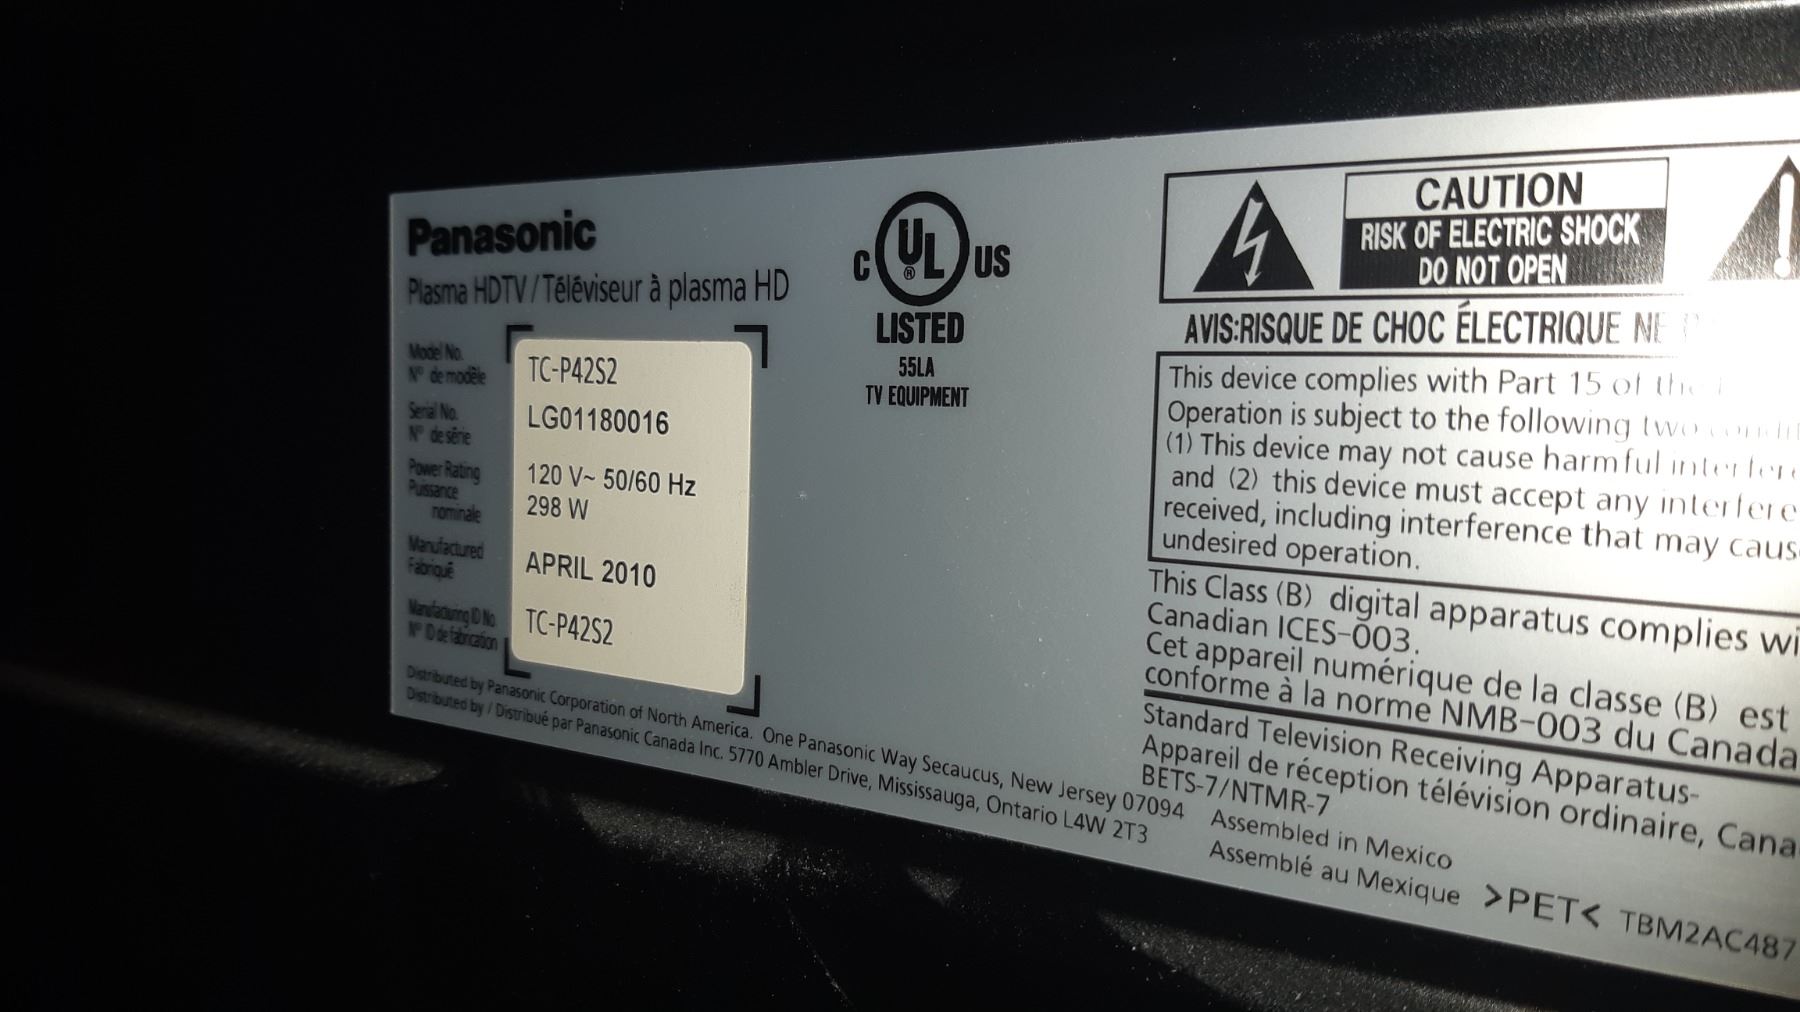 Panasonic
Plasma HDTV / Téléviseur à plasma HD
Model No.
N° de modèle
TC-P42S2
Serial No.
N° de série
LG01180016
Power Rating
Puissance
nominale
120 V~ 50/60 Hz
298 W
Manufactured
Fabriqué
APRIL 2010
Manufacturing ID No.
N° ID de fabrication
TC-P42S2
Distributed by Panasonic Corporation of North America. One Panasonic Way Secaucus, New Jersey 07094
Distributed by / Distribué par Panasonic Canada Inc. 5770 Ambler Drive, Mississauga, Ontario L4W 2T3
C UL ® US
LISTED
55LA
TV EQUIPMENT
CAUTION
RISK OF ELECTRIC SHOCK
DO NOT OPEN
AVIS:RISQUE DE CHOC ÉLECTRIQUE NE
This device complies with Part 15 of the
Operation is subject to the following two
(1) This device may not cause harmful
and (2) this device must accept any
received, including interference that may
undesired operation.
This Class (B) digital apparatus complies
Canadian ICES-003.
Cet appareil numérique de la classe (B) est
conforme à la norme NMB-003 du Canada
Standard Television Receiving Apparatus-
Appareil de réception télévision ordinaire,
BETS-7/NTMR-7
Assembled in Mexico
Assemblé au Mexique
>PET< TBM2AC487